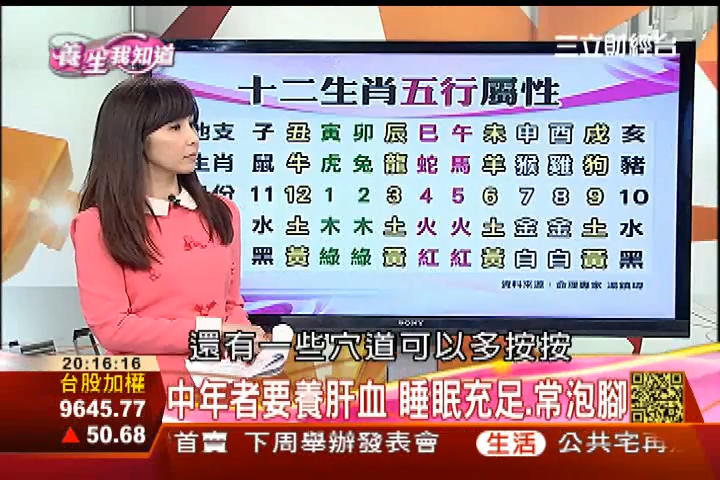 養生我知道
三立財經台
十二生肖五行屬性
地支 子 丑 寅 卯 辰 巳 午 未 申 酉 戌 亥
生肖 鼠 牛 虎 兔 龍 蛇 馬 羊 猴 雞 狗 豬
份 11 12 1 2 3 4 5 6 7 8 9 10
水 土 木 木 土 火 火 土 金 金 土 水
黑 黃 綠 綠 黃 紅 紅 黃 白 白 黃 黑
資料來源：命理專家 湯鎮瑋
SONY
還有一些穴道可以多按按
20:16:16
台股加權
9645.77
▲50.68
中年者要養肝血 睡眠充足.常泡腳
首賣 下周舉辦發表會 生活 公共宅再